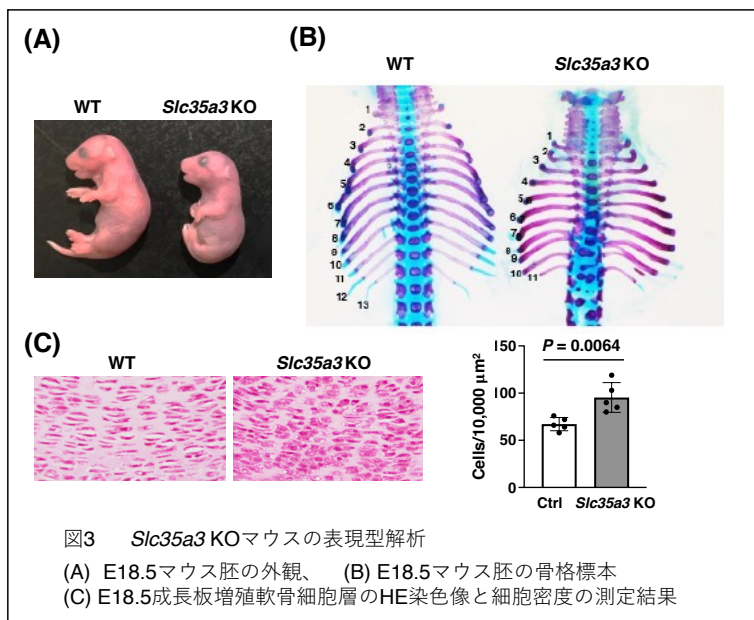 (A)
WT Slc35a3 KO
(B)
WT Slc35a3 KO
1
2
3
4
5
6
7
8
9
10
11
12 13
1
2
3
4
5
6
7
8
9
10 11
(C)
WT Slc35a3 KO
P = 0.0064
Cells/10,000 μm²
150
100
50
0
Ctrl Slc35a3 KO
図3 Slc35a3 KOマウスの表現型解析
(A) E18.5マウス胚の外観、 (B) E18.5マウス胚の骨格標本
(C) E18.5成長板増殖軟骨細胞層のHE染色像と細胞密度の測定結果